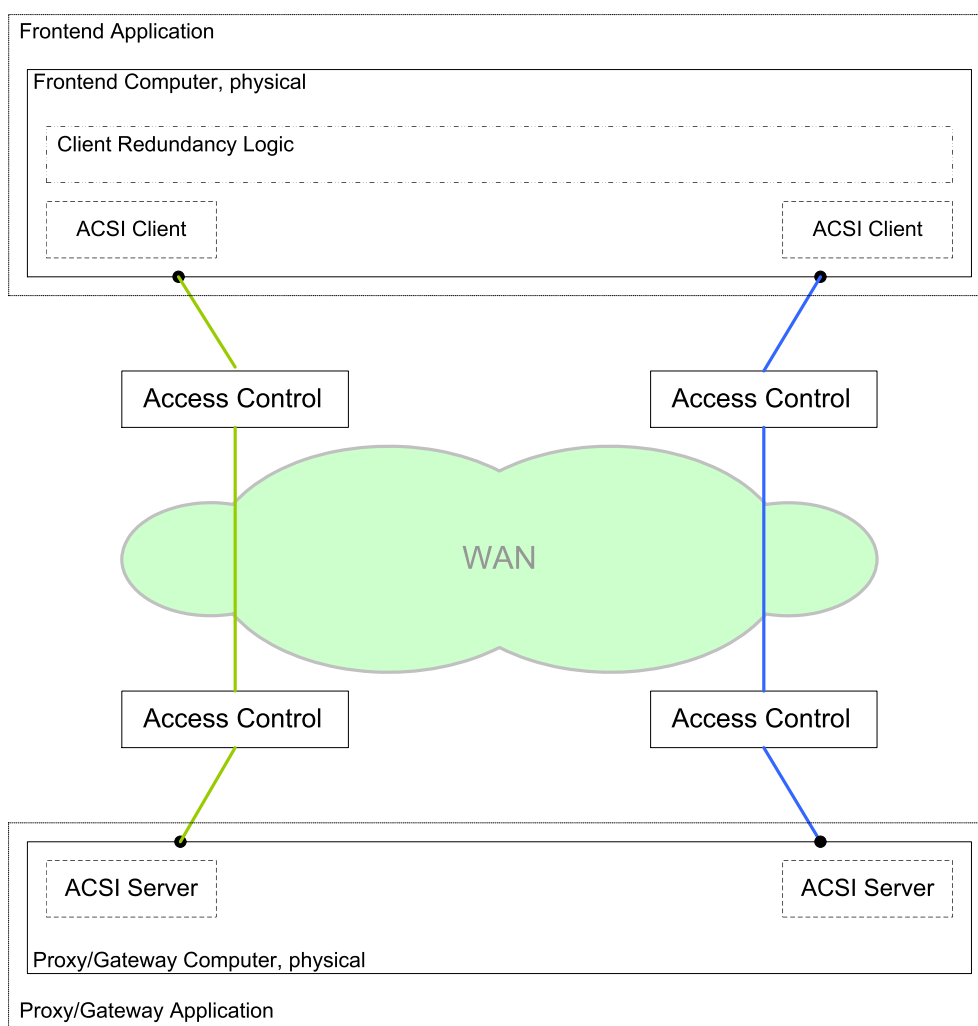 Frontend Application
Frontend Computer, physical
Client Redundancy Logic
ACSI Client
ACSI Client
Access Control
Access Control
WAN
Access Control
Access Control
ACSI Server
ACSI Server
Proxy/Gateway Computer, physical
Proxy/Gateway Application